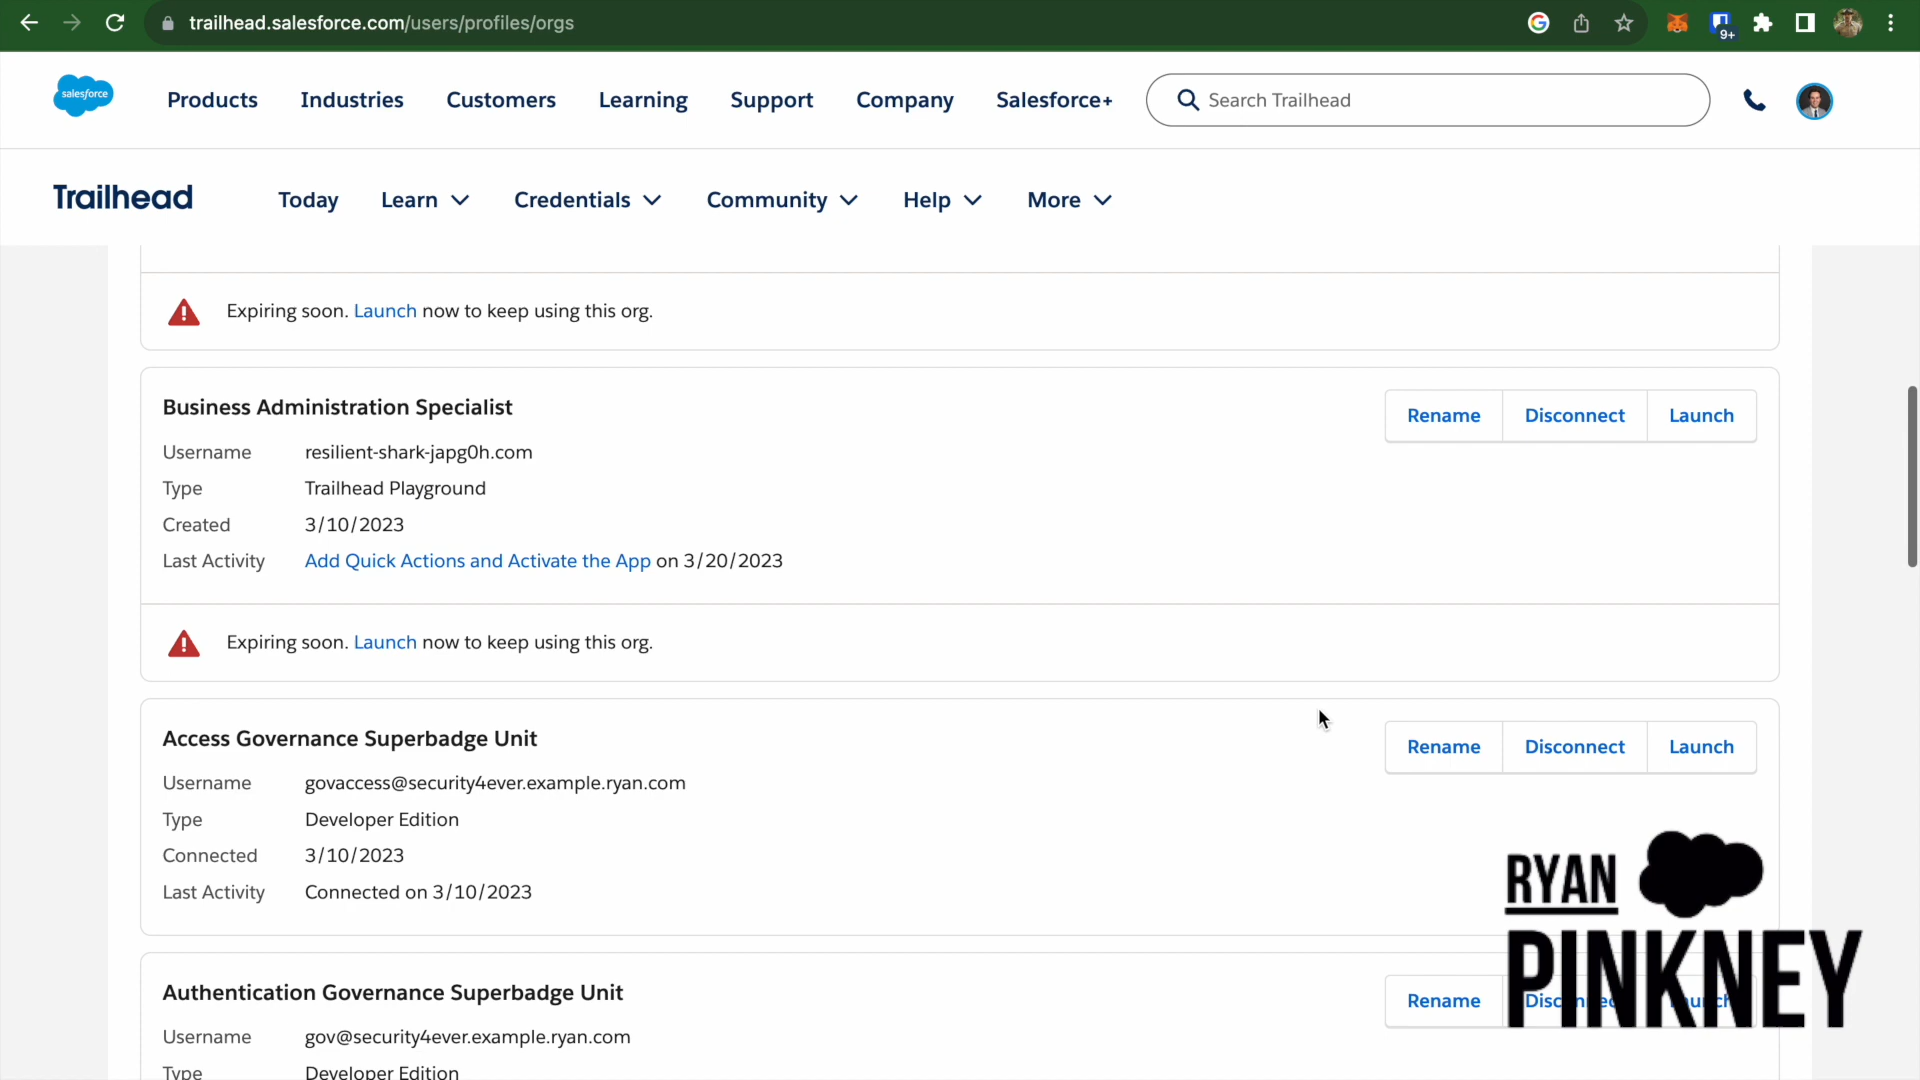 trailhead.salesforce.com/users/profiles/orgs
9+
salesforce
Products Industries Customers Learning Support Company Salesforce+ Search Trailhead
Trailhead Today Learn Credentials Community Help More
Expiring soon. Launch now to keep using this org.
Business Administration Specialist
Rename Disconnect Launch
Username resilient-shark-japg0h.com
Type Trailhead Playground
Created 3/10/2023
Last Activity Add Quick Actions and Activate the App on 3/20/2023
Expiring soon. Launch now to keep using this org.
Access Governance Superbadge Unit
Rename Disconnect Launch
Username govaccess@security4ever.example.ryan.com
Type Developer Edition
Connected 3/10/2023
Last Activity Connected on 3/10/2023
RYAN
PINKNEY
Authentication Governance Superbadge Unit
Rename Disconnect Launch
Username gov@security4ever.example.ryan.com
Type Developer Edition